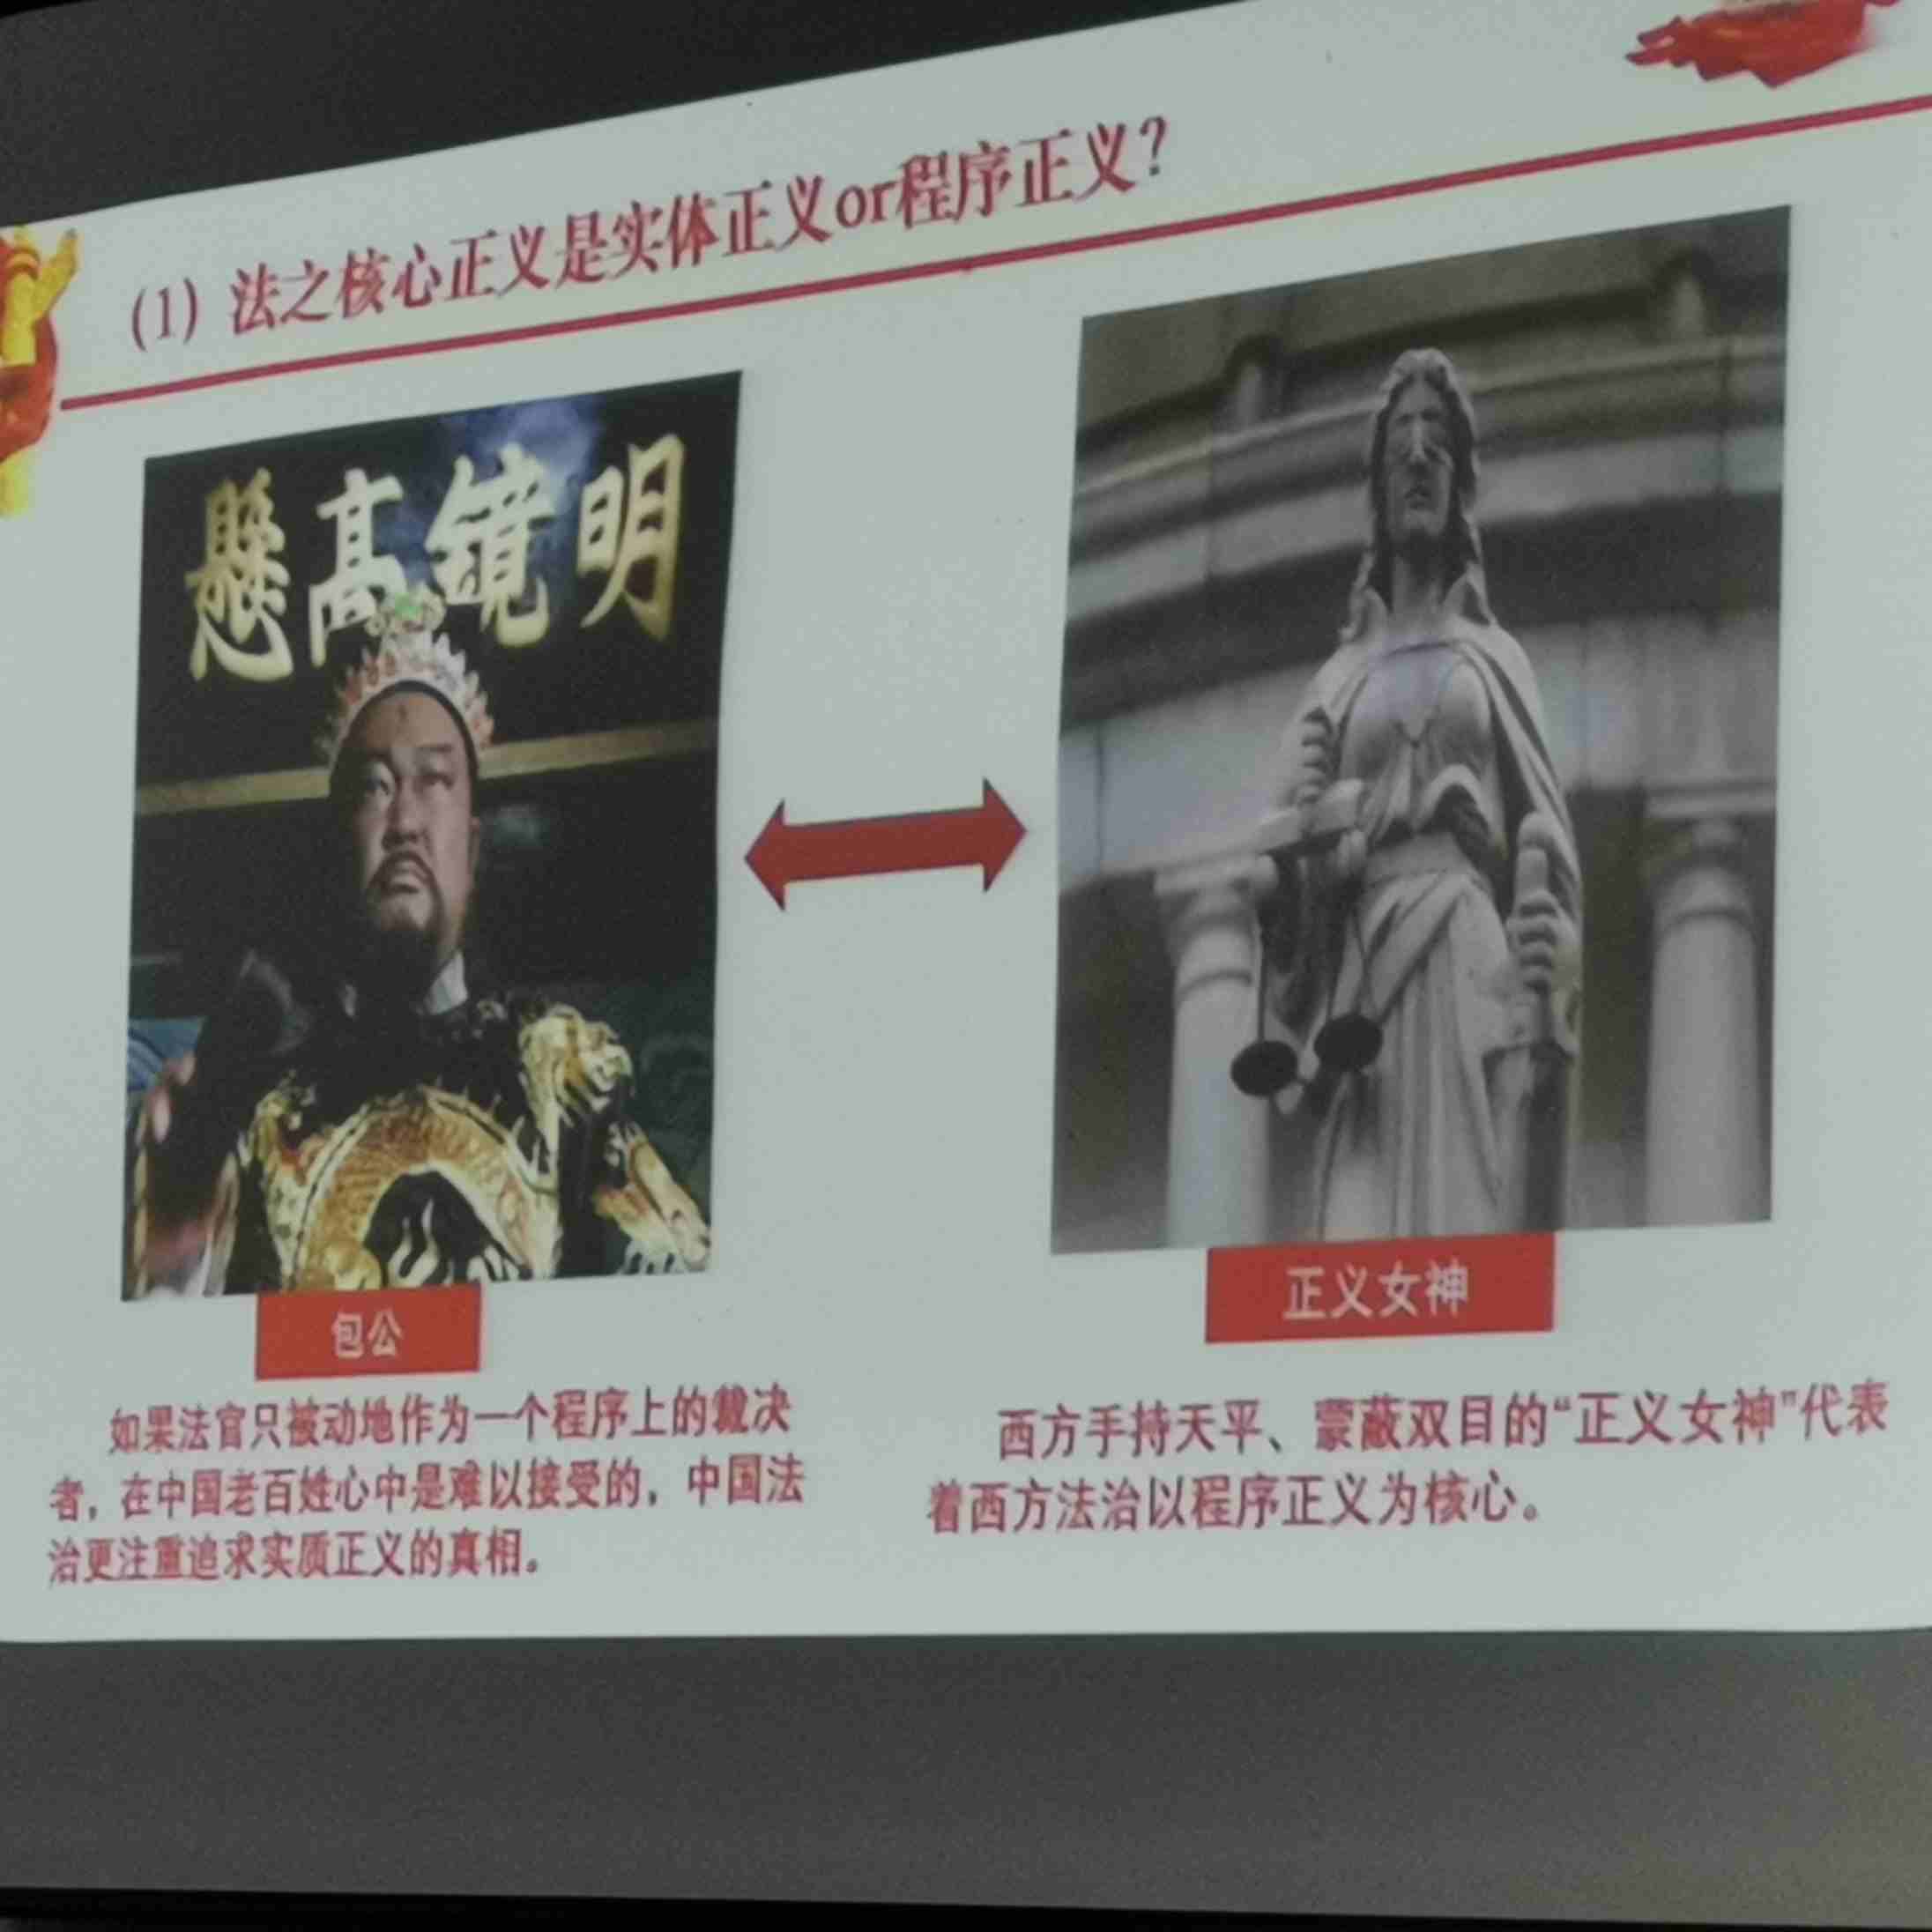 (1) 法之核心正义是实体正义or程序正义?
懸高鏡明
包公
如果法官只被动地作为一个程序上的裁决
者，在中国老百姓心中是难以接受的，中国法
治更注重追求实质正义的真相。
正义女神
西方手持天平、蒙蔽双目的“正义女神”代表
着西方法治以程序正义为核心。